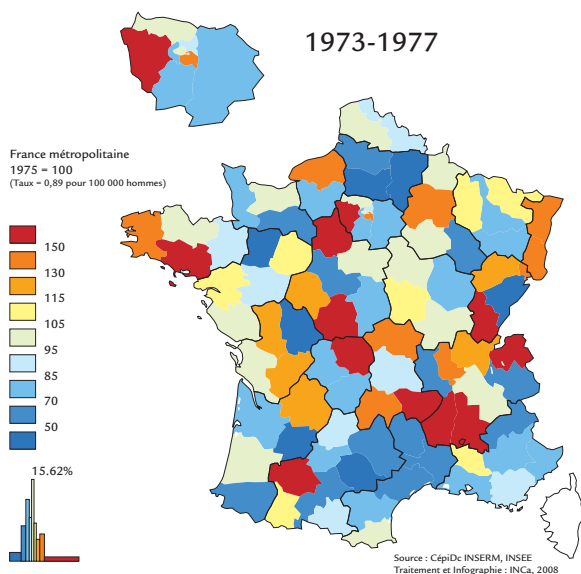 1973-1977
France métropolitaine
1975 = 100
(Taux = 0,89 pour 100 000 hommes)
150
130
115
105
95
85
70
50
15.62%
Source : CépiDc INSERM, INSEE
Traitement et Infographie : INCa, 2008